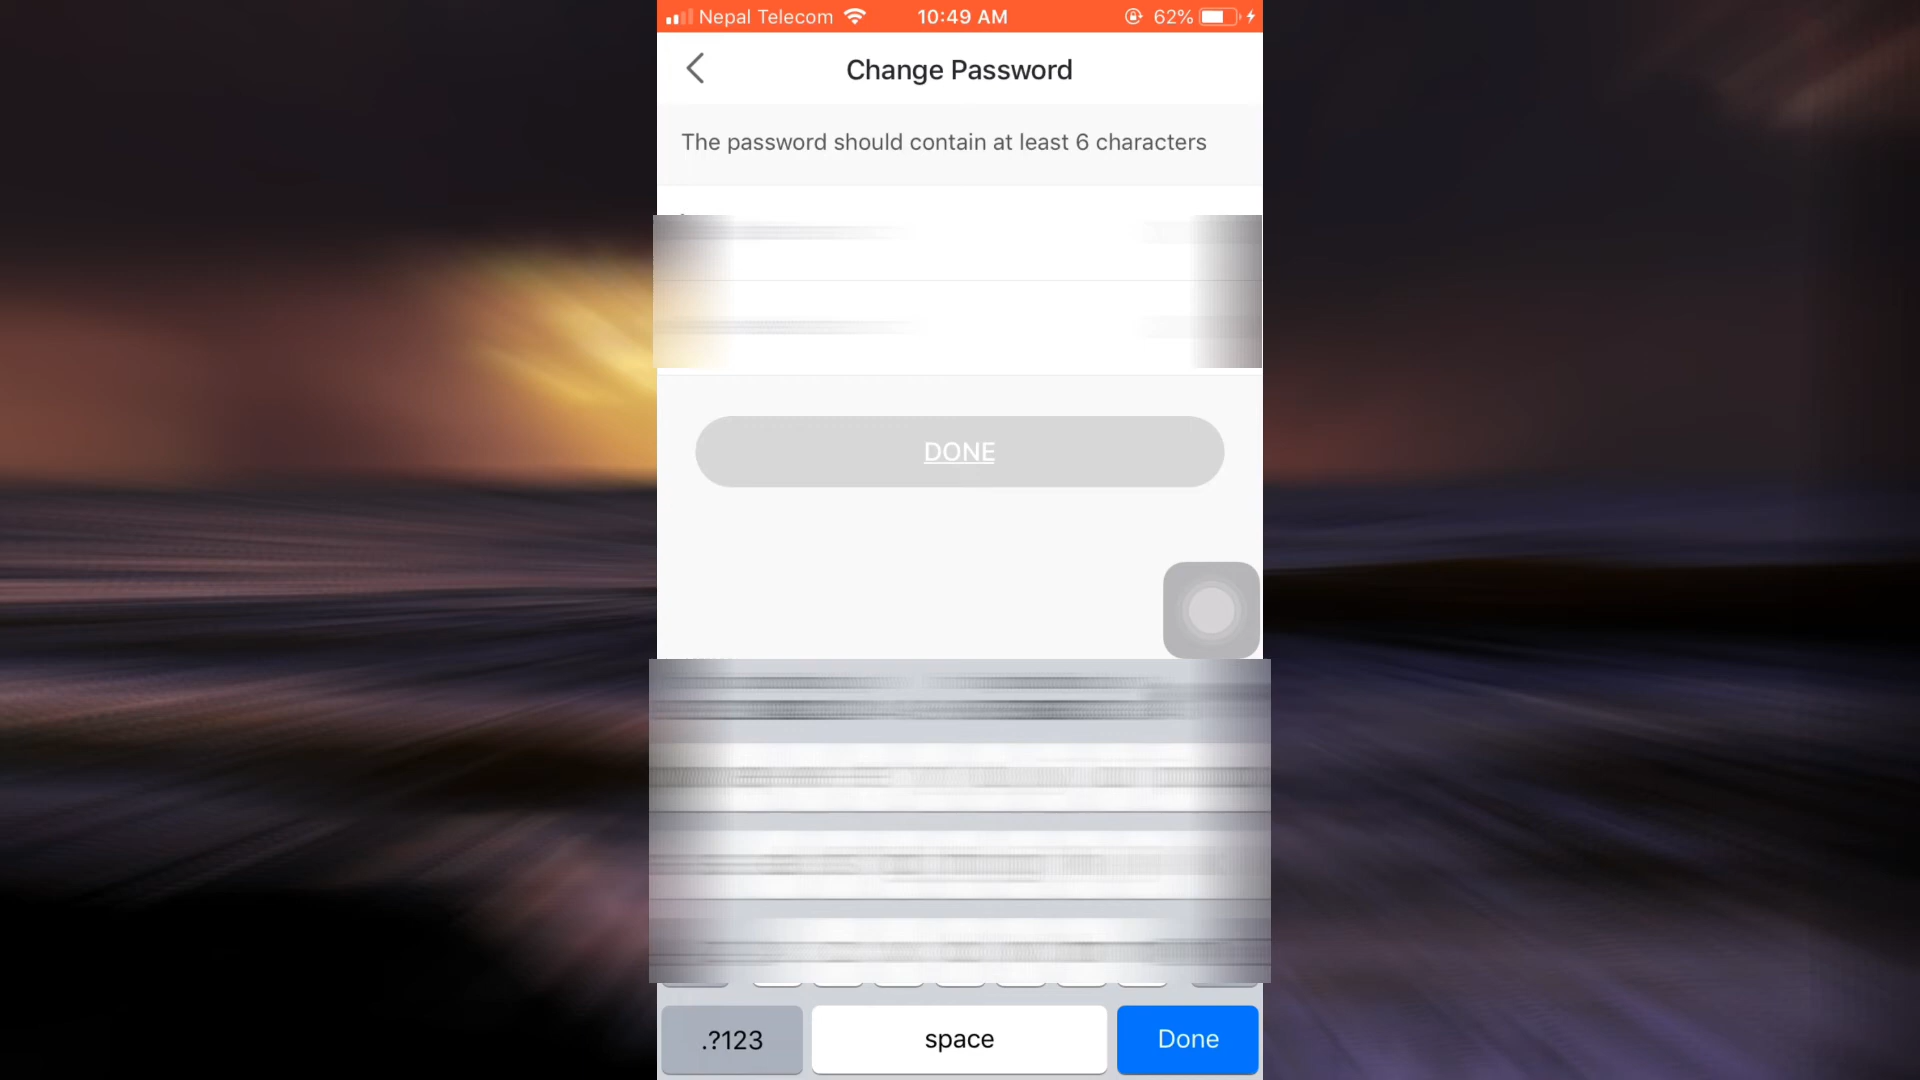 Nepal Telecom 10:49 AM 62%
Change Password
The password should contain at least 6 characters
DONE
.?123 space Done